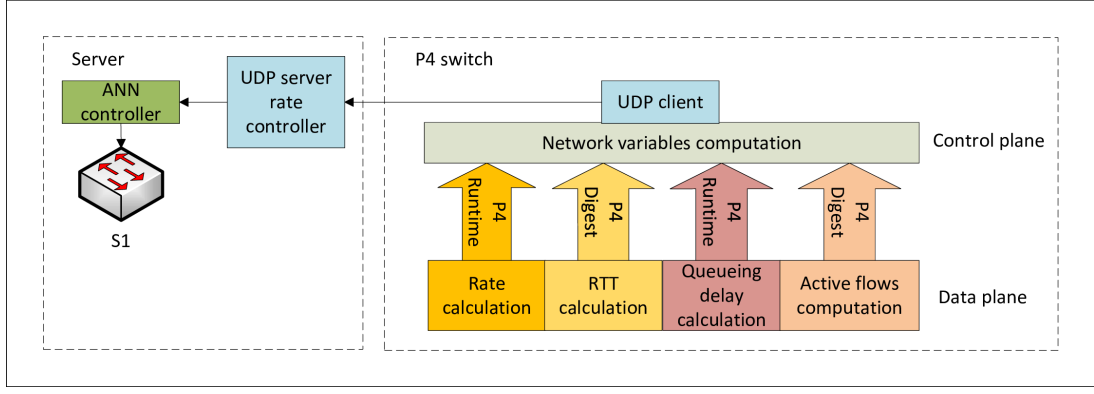 Server
P4 switch
UDP server
rate
controller
ANN
controller
UDP client
Network variables computation
Control plane
P4
Runtime
P4
Digest
P4
Runtime
P4
Digest
S1
Rate
calculation
RTT
calculation
Queueing
delay
calculation
Active flows
computation
Data plane